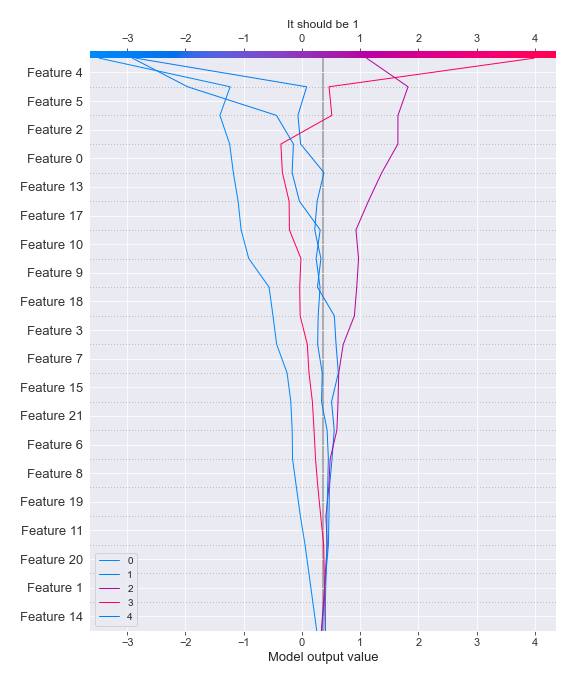 It should be 1
−3 −2 −1 0 1 2 3 4
Feature 4
Feature 5
Feature 2
Feature 0
Feature 13
Feature 17
Feature 10
Feature 9
Feature 18
Feature 3
Feature 7
Feature 15
Feature 21
Feature 6
Feature 8
Feature 19
Feature 11
Feature 20
Feature 1
Feature 14
0
1
2
3
4
−3 −2 −1 0 1 2 3 4
Model output value